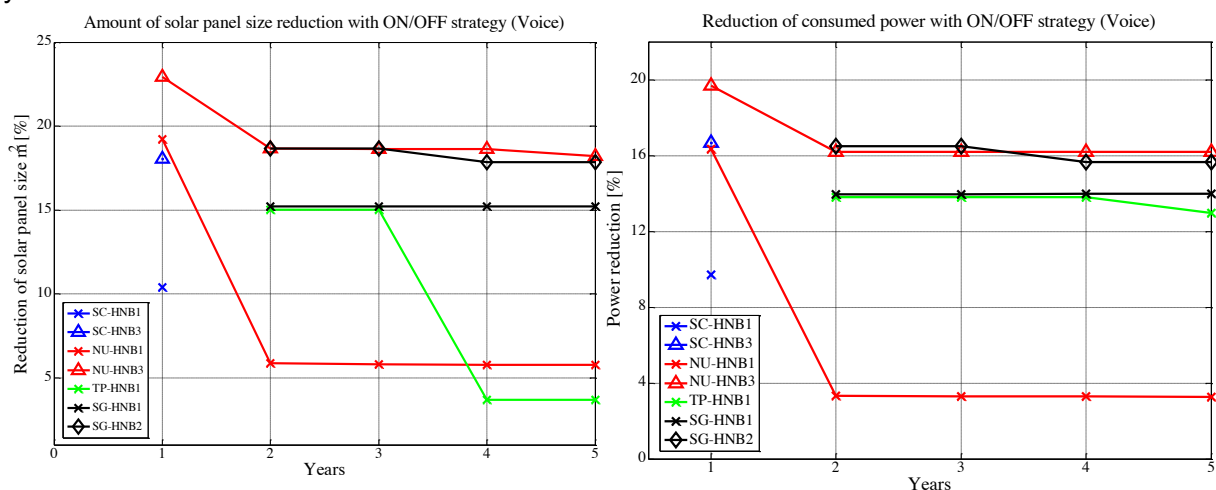 Amount of solar panel size reduction with ON/OFF strategy (Voice)
25
20
15
10
5
0
1
2
3
4
5
Reduction of solar panel size m² [%]
Years
SC-HNB1
SC-HNB3
NU-HNB1
NU-HNB3
TP-HNB1
SG-HNB1
SG-HNB2
Reduction of consumed power with ON/OFF strategy (Voice)
20
16
12
8
4
0
1
2
3
4
5
Power reduction [%]
Years
SC-HNB1
SC-HNB3
NU-HNB1
NU-HNB3
TP-HNB1
SG-HNB1
SG-HNB2